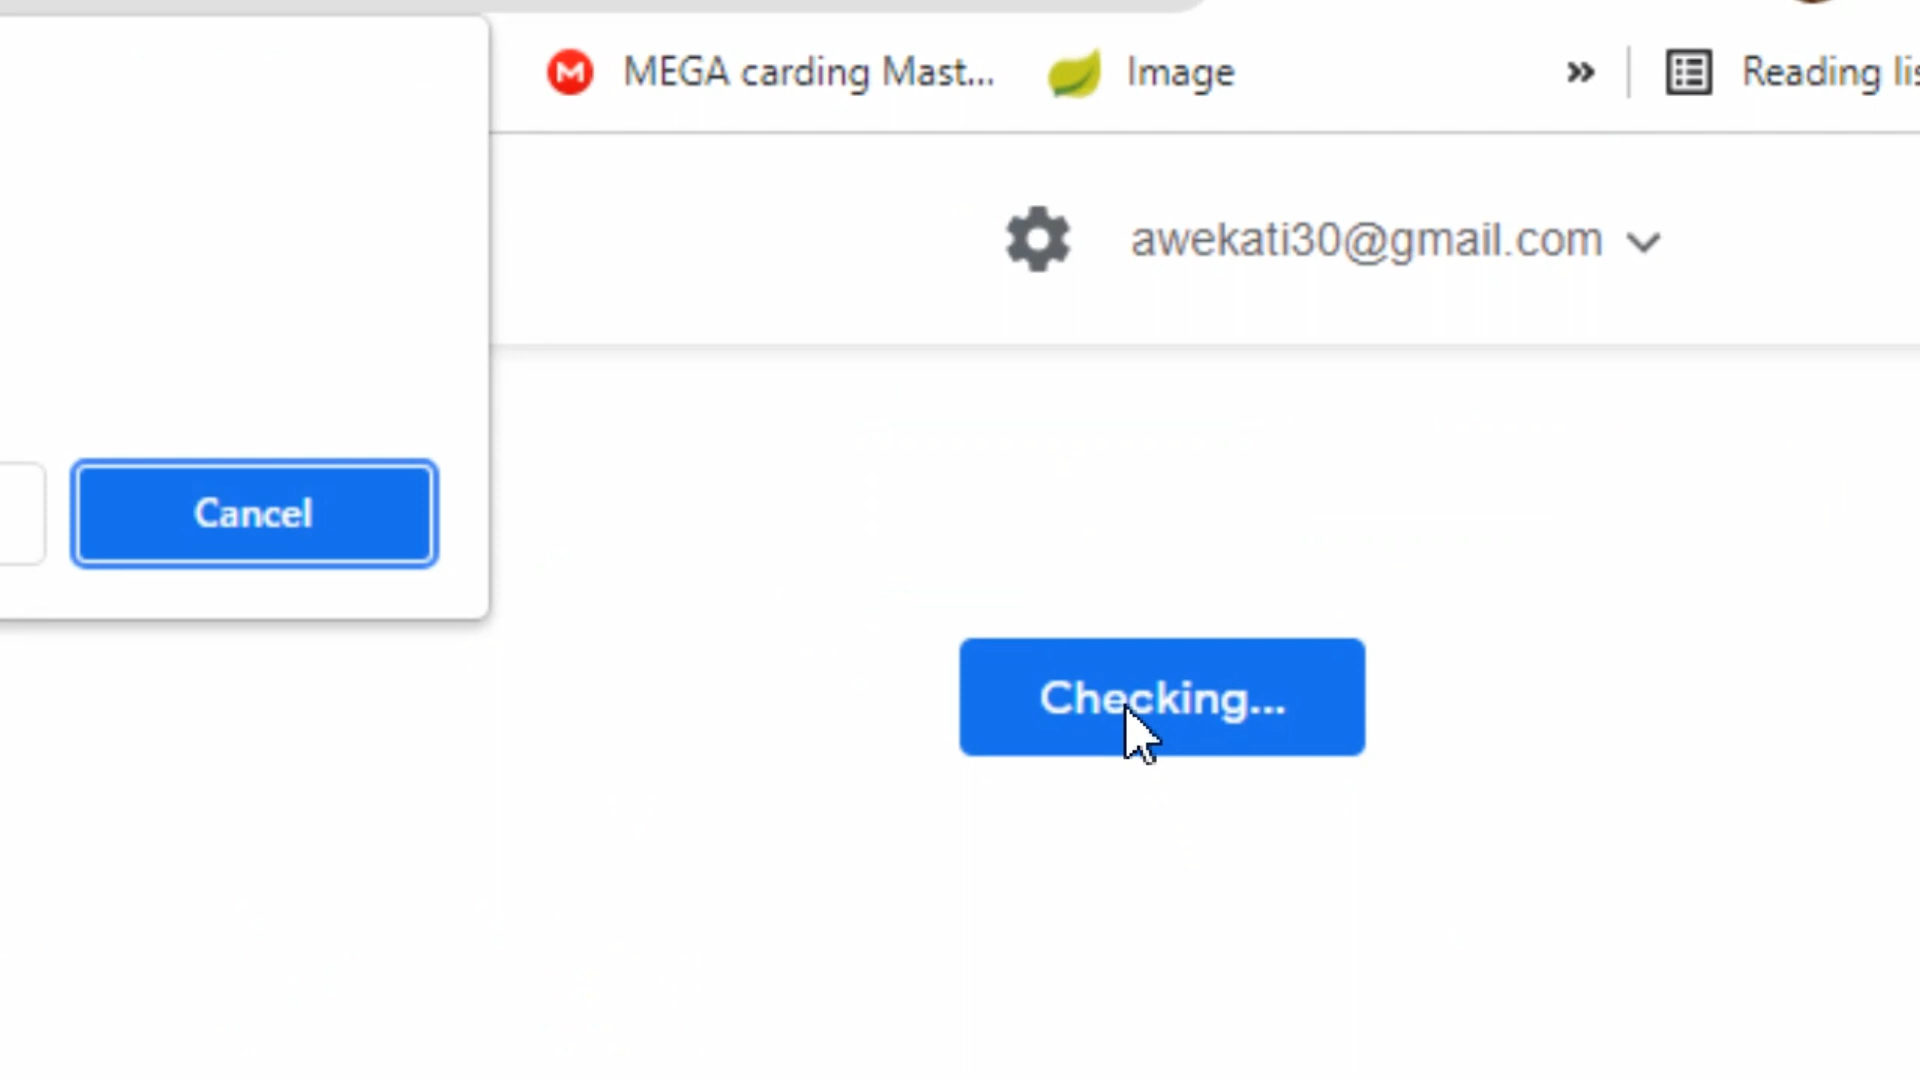 MEGA carding Mast...
Image
»
Reading lis
awekati30@gmail.com
Cancel
Checking...